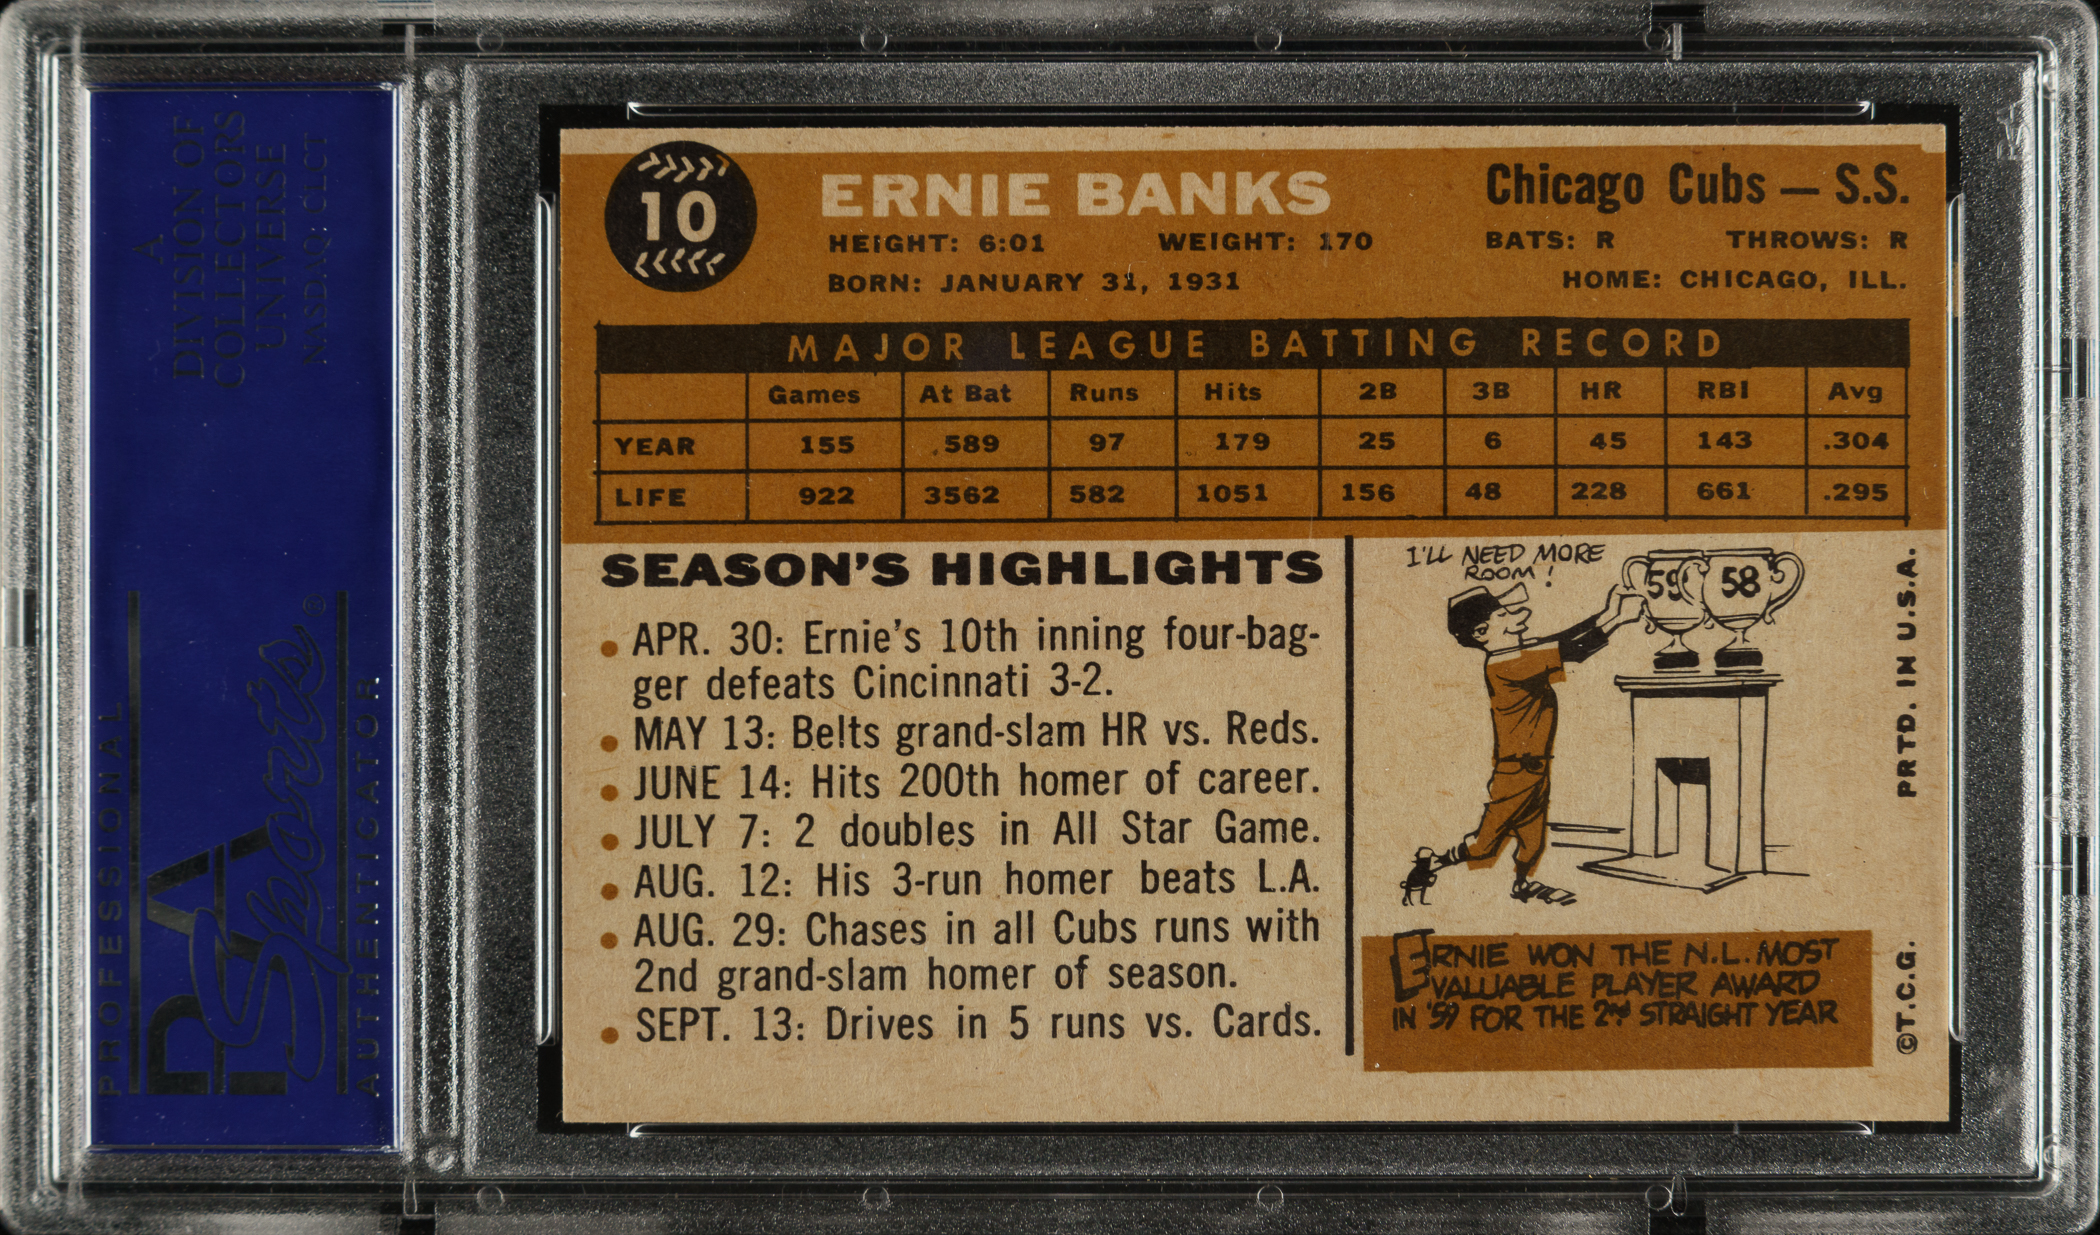 A
DIVISION OF
COLLECTORS
UNIVERSE
NASDAQ: CLCT
PROFESSIONAL
PSA
Sports®
AUTHENTICATOR
10
ERNIE BANKS
Chicago Cubs — S.S.
HEIGHT: 6:01 WEIGHT: 170 BATS: R THROWS: R
BORN: JANUARY 31, 1931 HOME: CHICAGO, ILL.
MAJOR LEAGUE BATTING RECORD
Games At Bat Runs Hits 2B 3B HR RBI Avg
YEAR 155 589 97 179 25 6 45 143 .304
LIFE 922 3562 582 1051 156 48 228 661 .295
SEASON'S HIGHLIGHTS
APR. 30: Ernie's 10th inning four-bag-
ger defeats Cincinnati 3-2.
MAY 13: Belts grand-slam HR vs. Reds.
JUNE 14: Hits 200th homer of career.
JULY 7: 2 doubles in All Star Game.
AUG. 12: His 3-run homer beats L.A.
AUG. 29: Chases in all Cubs runs with
2nd grand-slam homer of season.
SEPT. 13: Drives in 5 runs vs. Cards.
I'LL NEED MORE
ROOM!
59 58
ERNIE WON THE N.L. MOST
VALUABLE PLAYER AWARD
IN '59 FOR THE 2nd STRAIGHT YEAR
©T.C.G. PRTD. IN U.S.A.